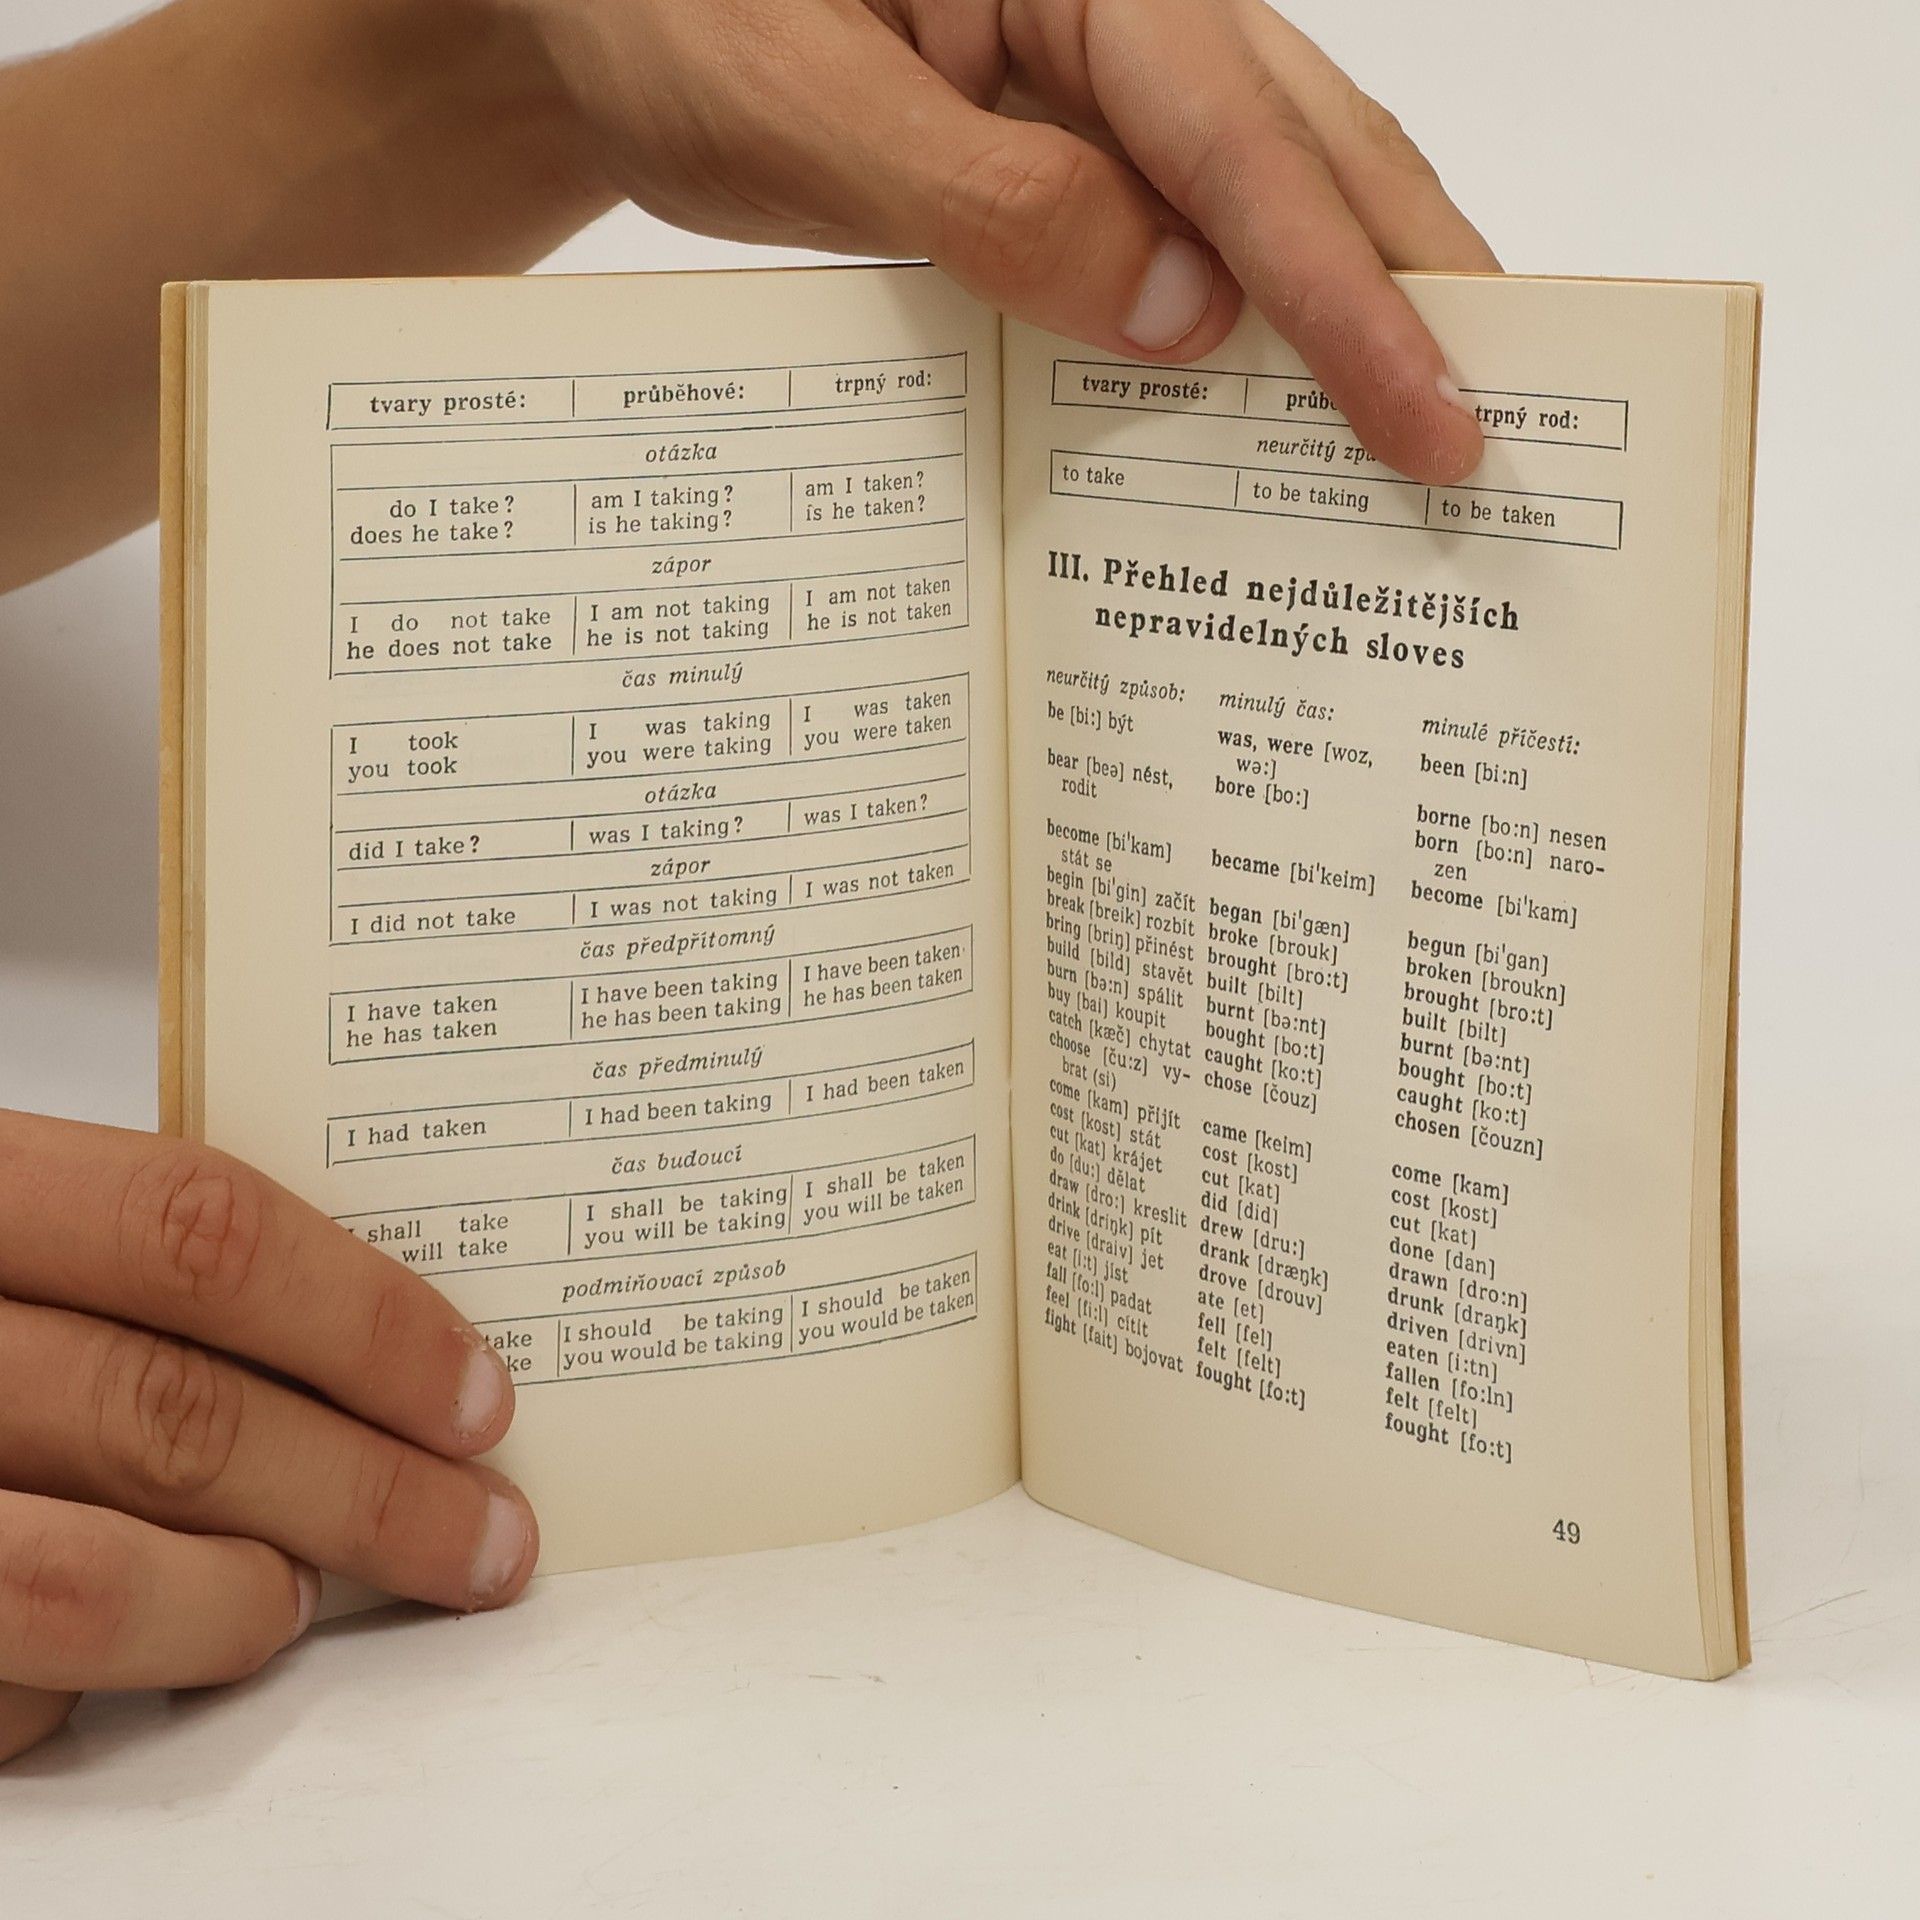 tvary prosté: průběhové: trpný rod:
otázka
do I take? am I taking? am I taken?
does he take? is he taking? is he taken?
zápor
I do not take I am not taking I am not taken
he does not take he is not taking he is not taken
čas minulý
I took I was taking I was taken
you took you were taking you were taken
otázka
did I take? was I taking? was I taken?
zápor
I did not take I was not taking I was not taken
čas předpřítomný
I have taken I have been taking I have been taken
he has taken he has been taking he has been taken
čas předminulý
I had taken I had been taking I had been taken
čas budoucí
shall take I shall be taking I shall be taken
will take you will be taking you will be taken
podmiňovací způsob
take I should be taking I should be taken
you would be taking you would be taken
tvary prosté: trpný rod:
neurčitý
to take to be taking to be taken
III. Přehled nejdůležitějších
nepravidelných sloves
neurčitý způsob: minulý čas: minulé příčestí:
be [bi:] být was, were [woz, been [bi:n]
wə:]
bear [beə] nést, bore [bo:] borne [bo:n] nesen
rodit born [bo:n] naro-
zen
become [bi'kam] became [bi'keim] become [bi'kam]
stát se
begin [bi'gin] začít began [bi'gæn] begun [bi'gan]
break [breik] rozbít broke [brouk] broken [broukn]
bring [briŋ] přinést brought [bro:t] brought [bro:t]
build [bild] stavět built [bilt] built [bilt]
burn [bə:n] spálit burnt [bə:nt] burnt [bə:nt]
buy [bai] koupit bought [bo:t] bought [bo:t]
catch [kæč] chytat caught [ko:t] caught [ko:t]
choose [ču:z] vy- chose [čouz] chosen [čouzn]
brat (si)
come [kam] přijít came [keim] come [kam]
cost [kost] stát cost [kost] cost [kost]
cut [kat] krájet cut [kat] cut [kat]
do [du:] dělat did [did] done [dan]
draw [dro:] kreslit drew [dru:] drawn [dro:n]
drink [driŋk] pít drank [dræŋk] drunk [draŋk]
drive [draiv] jet drove [drouv] driven [drivn]
eat [i:t] jíst ate [et] eaten [i:tn]
fall [fo:l] padat fell [fel] fallen [fo:ln]
feel [fi:l] cítit felt [felt] felt [felt]
fight [fait] bojovat fought [fo:t] fought [fo:t]
49